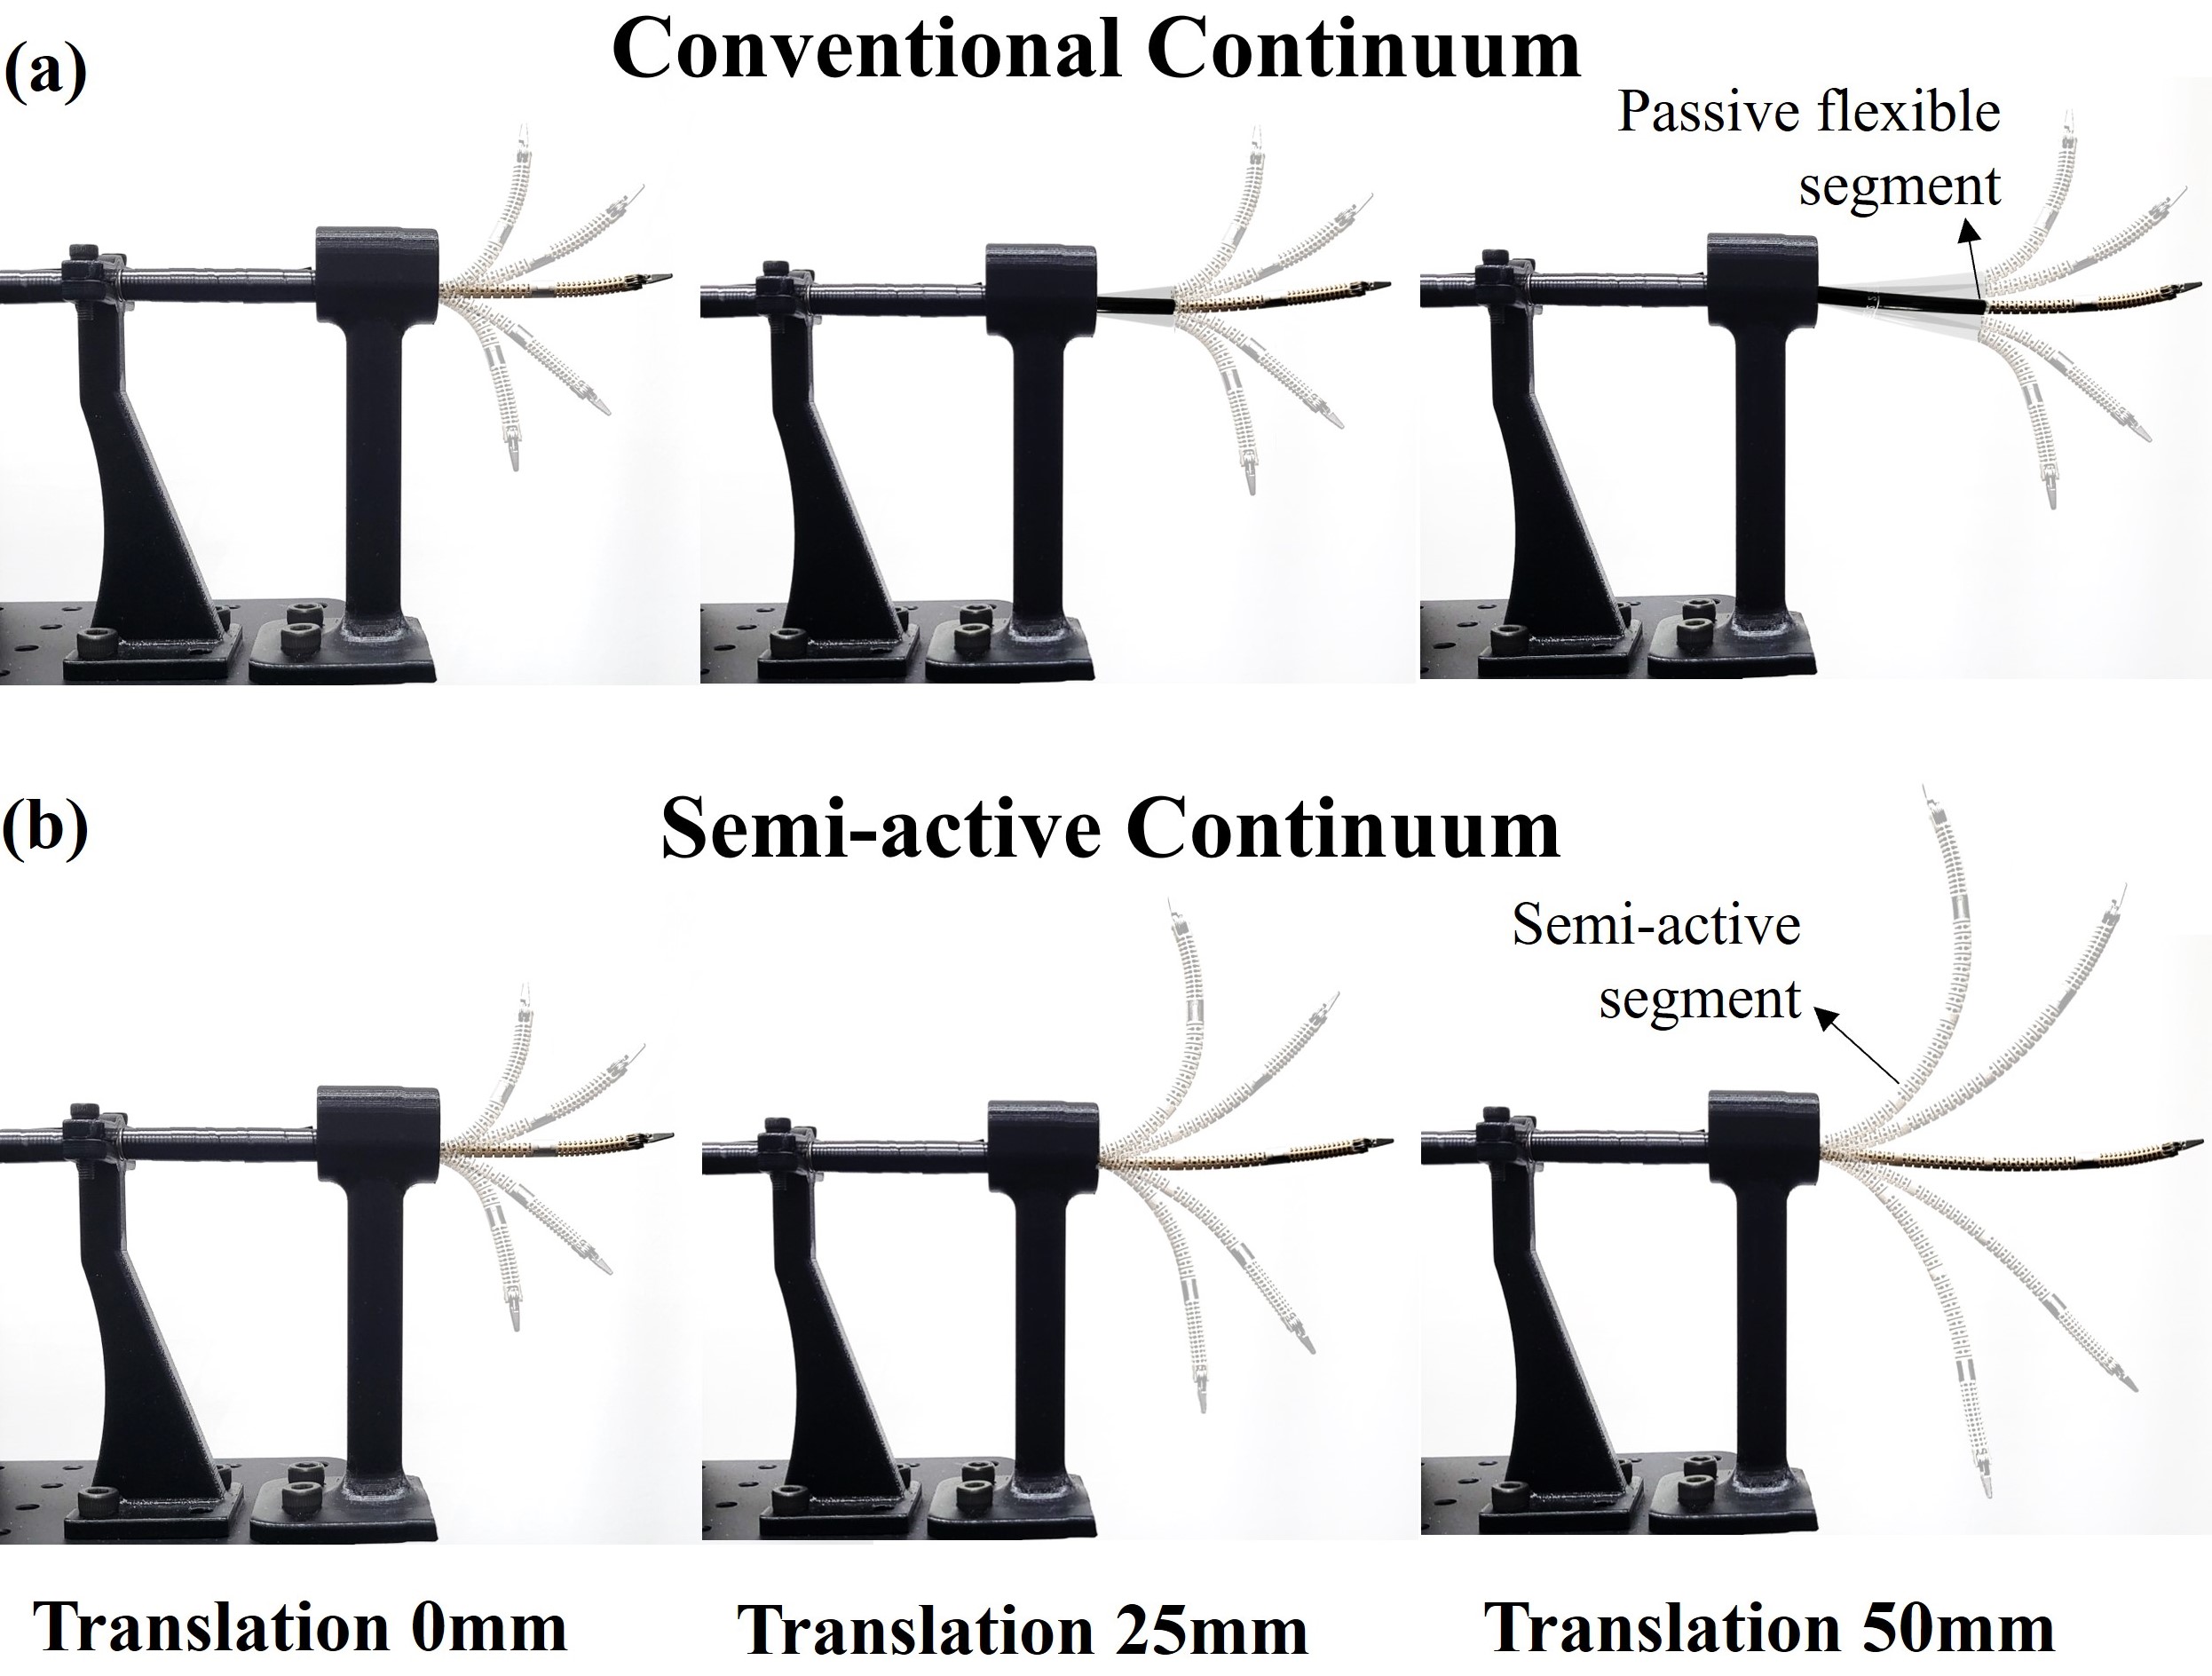 (a)
Conventional Continuum
Passive flexible
segment
(b)
Semi-active Continuum
Semi-active
segment
Translation 0mm
Translation 25mm
Translation 50mm